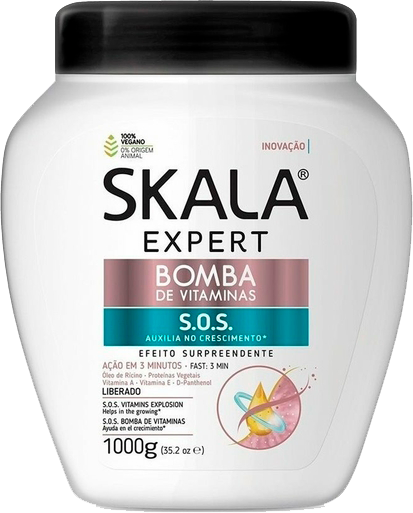 100%
VEGANO
0% ORIGEM
ANIMAL
INOVAÇÃO
SKALA®
EXPERT
BOMBA
DE VITAMINAS
S.O.S.
AUXILIA NO CRESCIMENTO*
EFEITO SURPREENDENTE
AÇÃO EM 3 MINUTOS • FAST: 3 MIN
Óleo de Rícino • Proteínas Vegetais
Vitamina A • Vitamina E • D-Panthenol
LIBERADO
S.O.S. VITAMINS EXPLOSION
Helps in the growing*
S.O.S. BOMBA DE VITAMINAS
Ayuda en el crecimiento*
1000g (35.2 oz ℮)